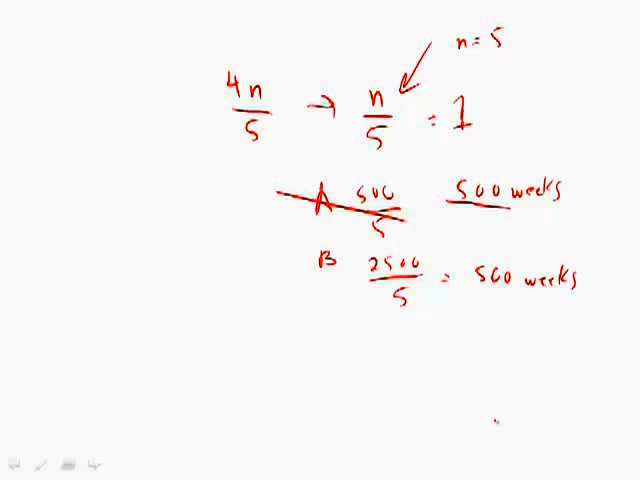 n = 5
4n/5 → n/5 = 1
A 500/5 500 weeks
B 2500/5 = 500 weeks